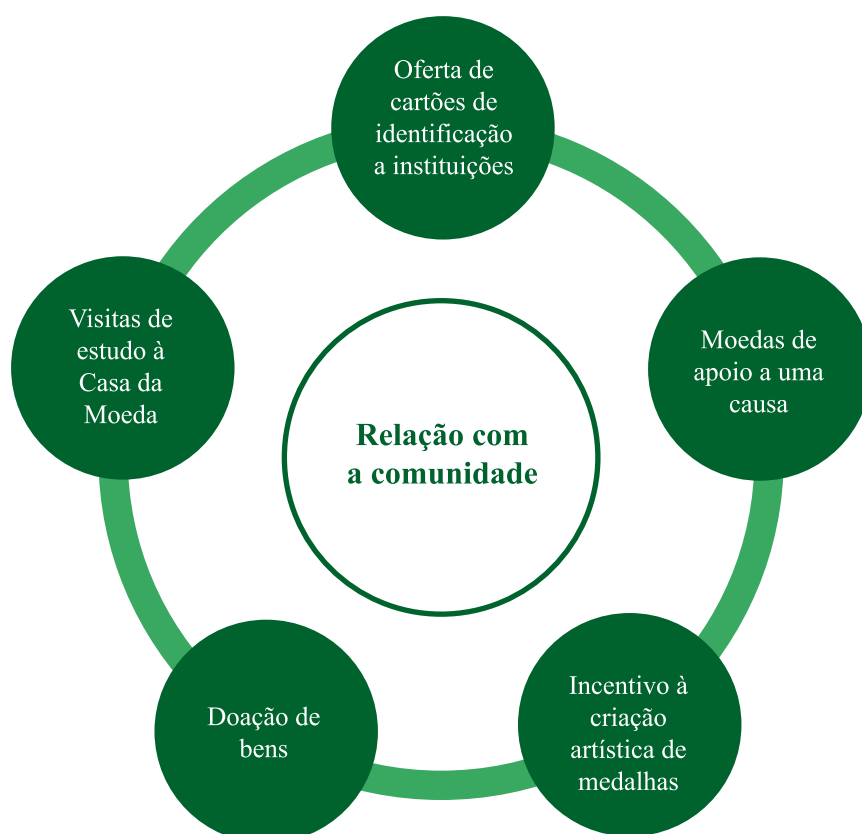 Oferta de
cartões de
identificação
a instituições
Visitas de
estudo à
Casa da
Moeda
Moedas de
apoio a uma
causa
Relação com
a comunidade
Doação de
bens
Incentivo à
criação
artística de
medalhas